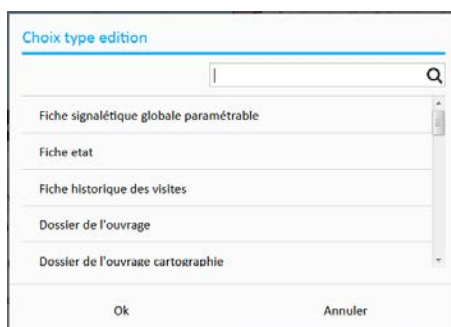 Choix type edition
Fiche signalétique globale paramétrable
Fiche etat
Fiche historique des visites
Dossier de l'ouvrage
Dossier de l'ouvrage cartographie
Ok Annuler